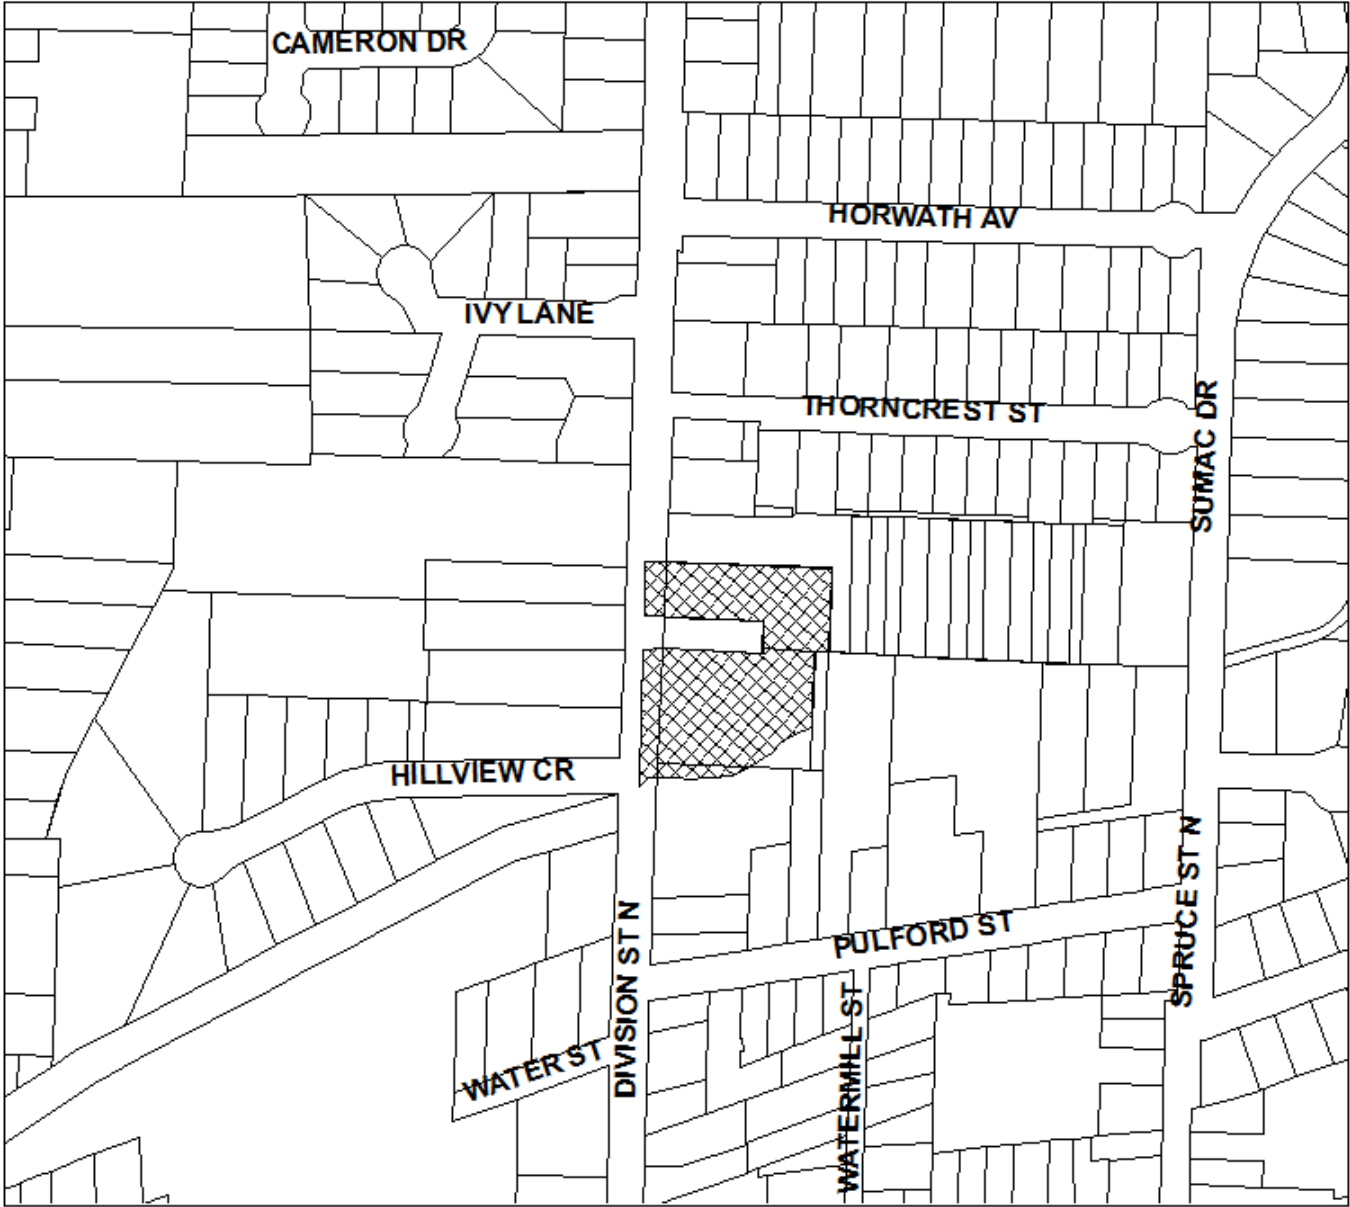 CAMERON DR
HORWATH AV
IVY LANE
THORNCREST ST
SUMAC DR
HILLVIEW CR
SPRUCE ST N
DIVISION ST N
PULFORD ST
WATER ST
WATERMILL ST